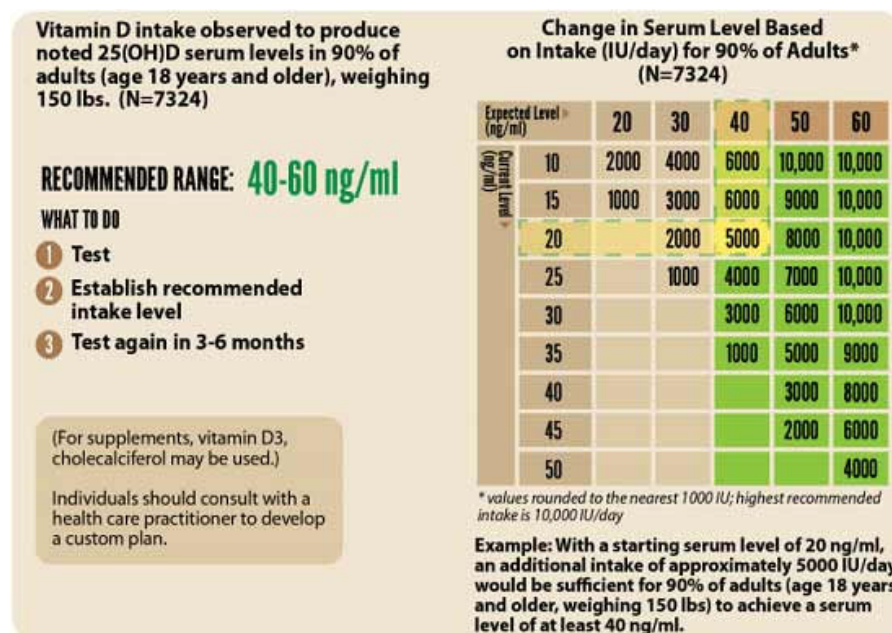 Vitamin D intake observed to produce
noted 25(OH)D serum levels in 90% of
adults (age 18 years and older), weighing
150 lbs. (N=7324)
RECOMMENDED RANGE: 40-60 ng/ml
WHAT TO DO
1 Test
2 Establish recommended
intake level
3 Test again in 3-6 months
(For supplements, vitamin D3,
cholecalciferol may be used.)
Individuals should consult with a
health care practitioner to develop
a custom plan.
Change in Serum Level Based
on Intake (IU/day) for 90% of Adults*
(N=7324)
Expected Level
(ng/ml)
20 30 40 50 60
Current Level
(ng/ml)
10 2000 4000 6000 10,000 10,000
15 1000 3000 6000 9000 10,000
20 2000 5000 8000 10,000
25 1000 4000 7000 10,000
30 3000 6000 10,000
35 1000 5000 9000
40 3000 8000
45 2000 6000
50 4000
* values rounded to the nearest 1000 IU; highest recommended
intake is 10,000 IU/day
Example: With a starting serum level of 20 ng/ml,
an additional intake of approximately 5000 IU/day
would be sufficient for 90% of adults (age 18 years
and older, weighing 150 lbs) to achieve a serum
level of at least 40 ng/ml.